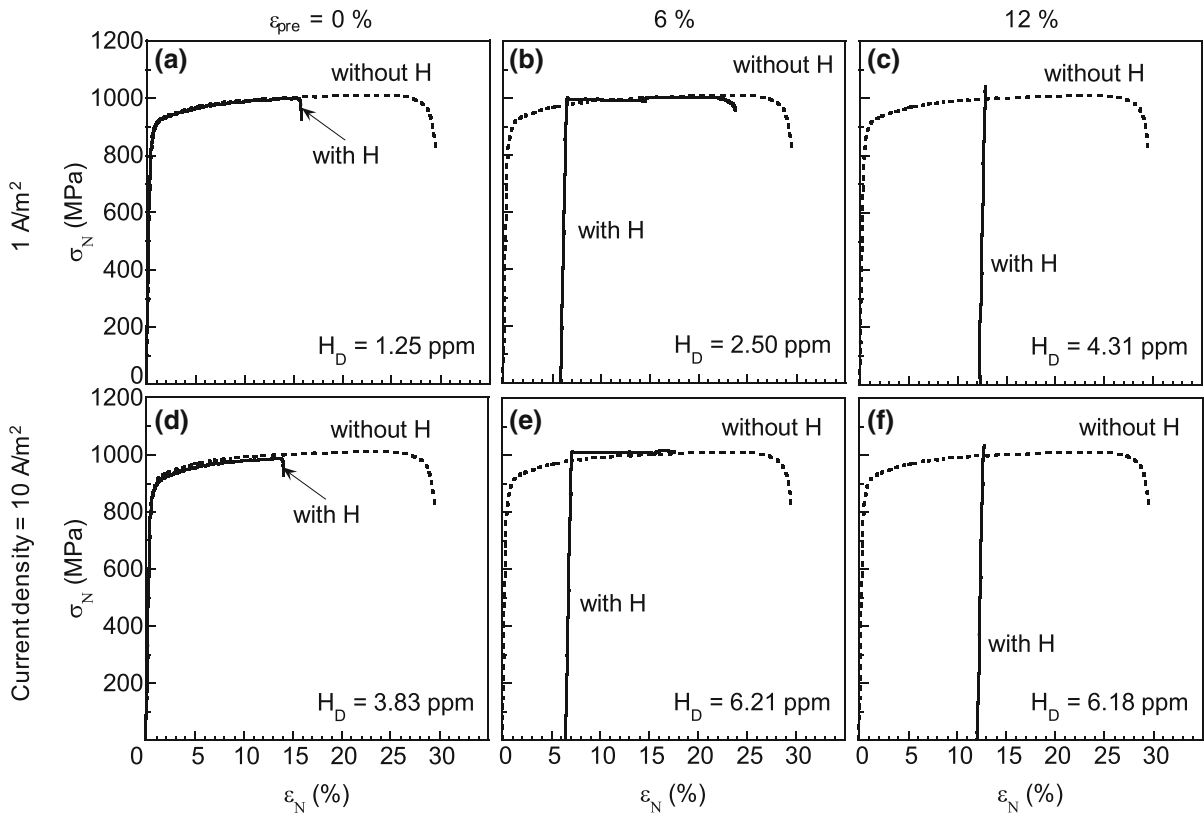 ε_pre = 0 %
6 %
12 %
1 A/m²
Current density = 10 A/m²
(a)
1200
1000
800
600
400
200
0
σ_N (MPa)
without H
with H
H_D = 1.25 ppm
(b)
without H
with H
H_D = 2.50 ppm
(c)
without H
with H
H_D = 4.31 ppm
(d)
1200
1000
800
600
400
200
σ_N (MPa)
without H
with H
H_D = 3.83 ppm
0 5 10 15 20 25 30
ε_N (%)
(e)
without H
with H
H_D = 6.21 ppm
0 5 10 15 20 25 30
ε_N (%)
(f)
without H
with H
H_D = 6.18 ppm
0 5 10 15 20 25 30
ε_N (%)